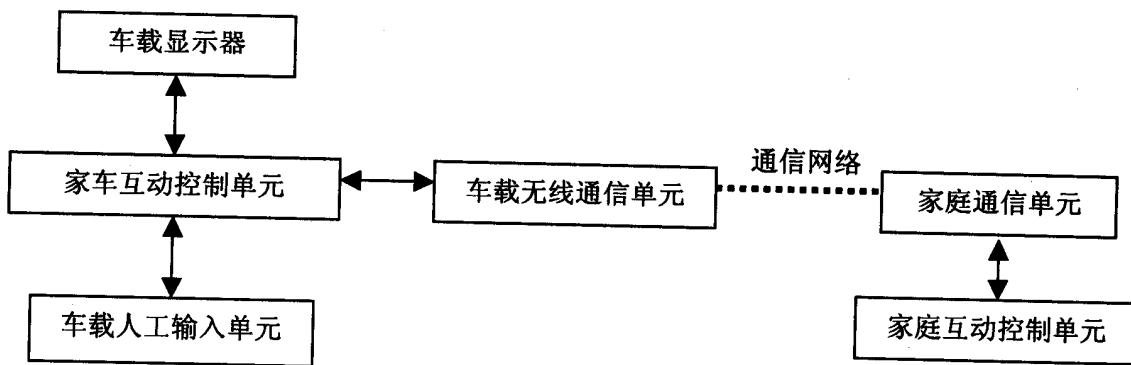 车载显示器
家车互动控制单元
车载无线通信单元
通信网络
家庭通信单元
车载人工输入单元
家庭互动控制单元